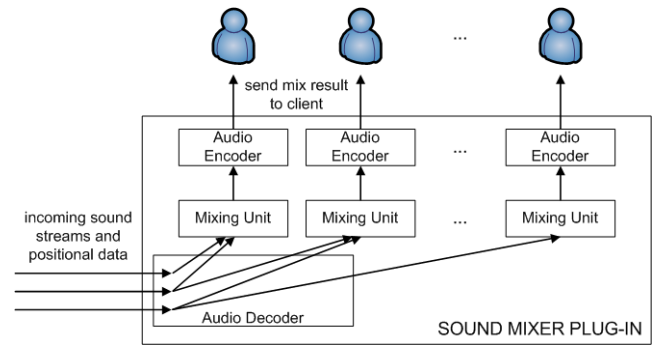 ...
send mix result
to client
Audio
Encoder
Audio
Encoder
...
Audio
Encoder
incoming sound
streams and
positional data
Mixing Unit
Mixing Unit
...
Mixing Unit
Audio Decoder
SOUND MIXER PLUG-IN